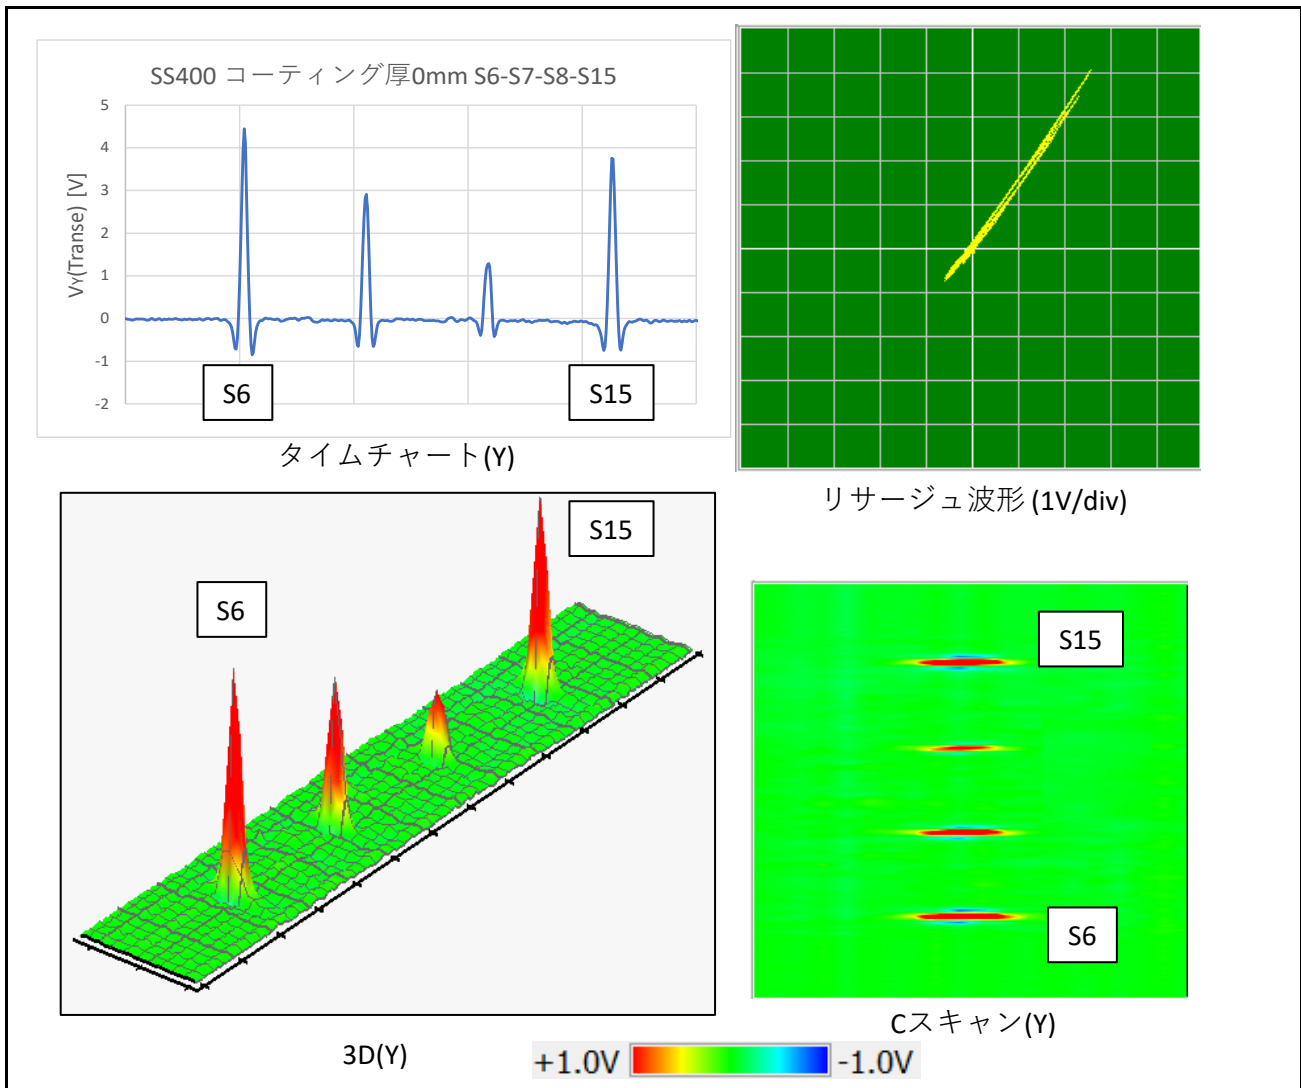 SS400 コーティング厚0mm S6-S7-S8-S15
VY(Transe) [V]
5
4
3
2
1
0
-1
-2
S6
S15
タイムチャート(Y)
リサージュ波形 (1V/div)
S15
S6
3D(Y)
S15
S6
Cスキャン(Y)
+1.0V
-1.0V